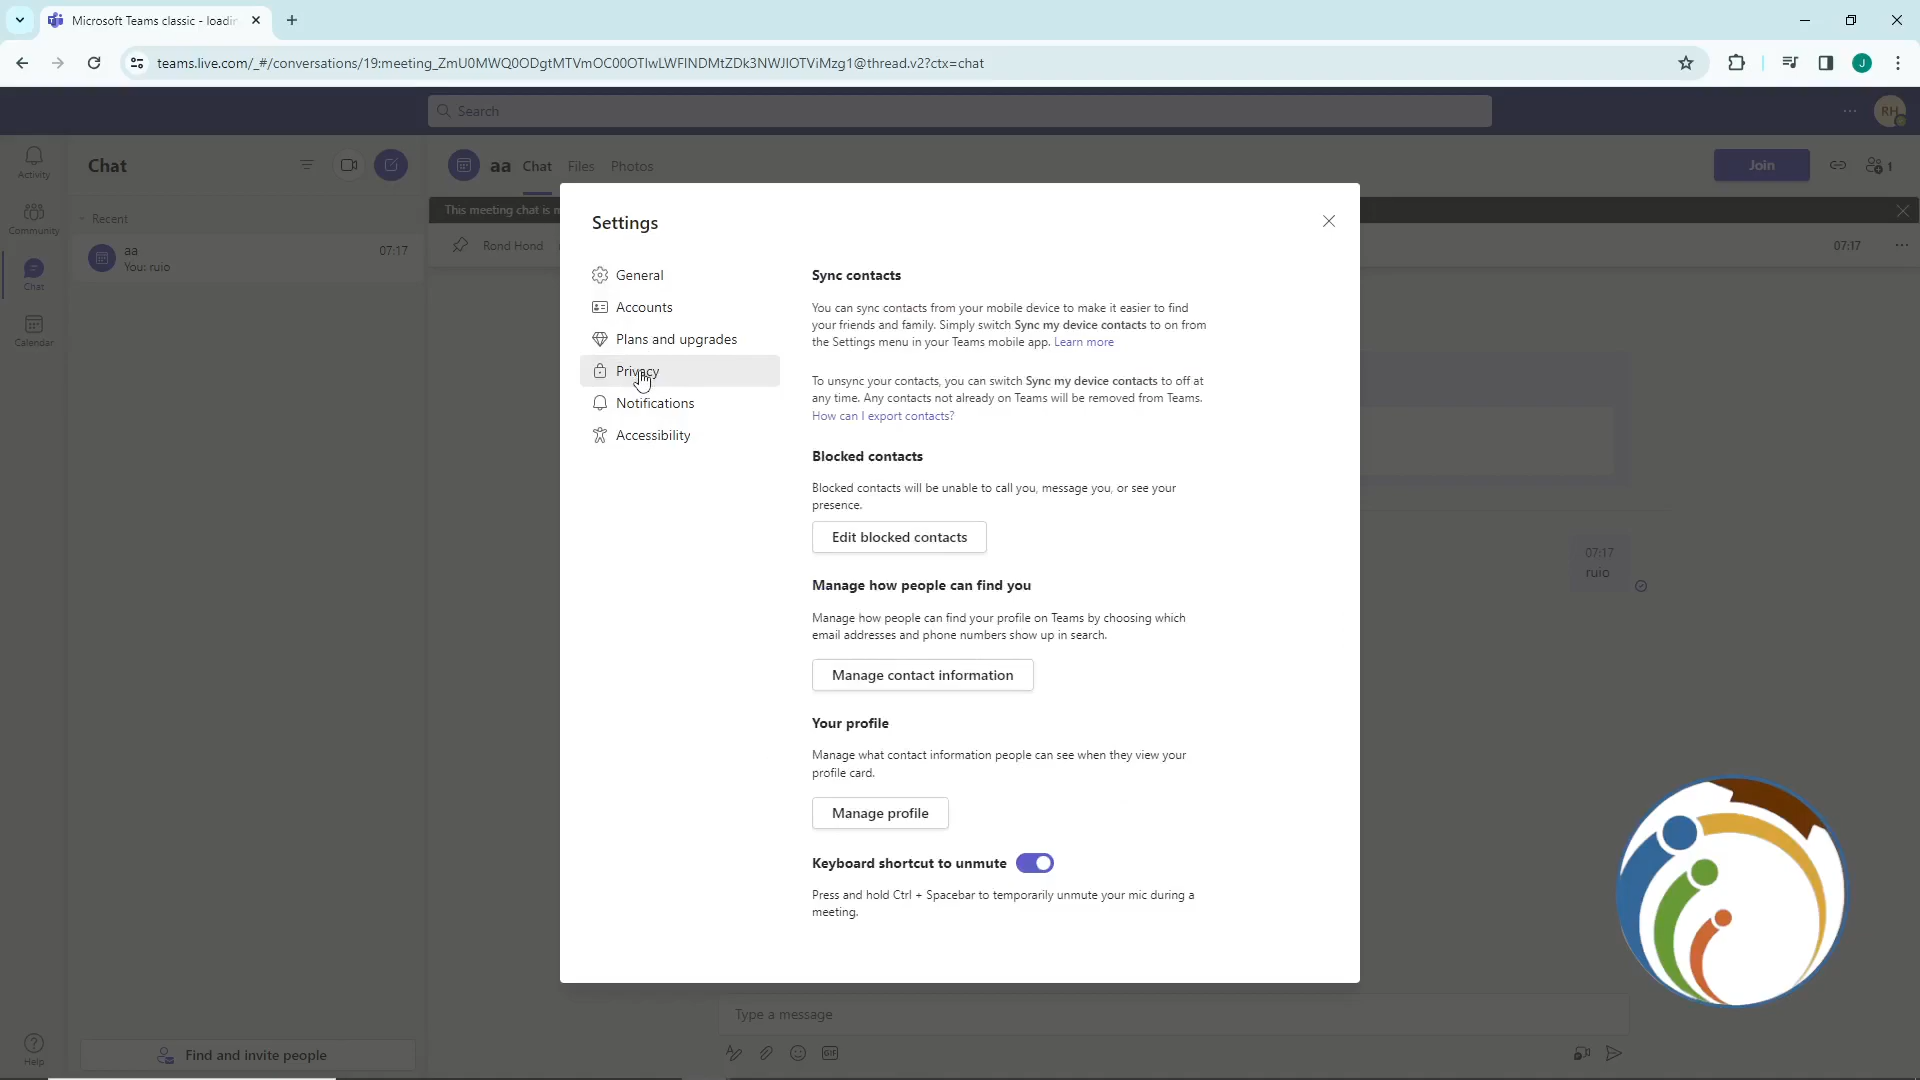 Microsoft Teams classic - loadin
teams.live.com/_#/conversations/19:meeting_ZmU0MWQ0ODgtMTVmOC00OTIwLWFINDMtZDk3NWJIOTViMzg1@thread.v2?ctx=chat
J
Search
RH
Activity
Community
Chat
Calendar
Help
Chat
Recent
aa
07:17
You: ruio
Find and invite people
aa
Chat
Files
Photos
Join
1
This meeting chat is
Rond Hond
07:17
Settings
General
Accounts
Plans and upgrades
Privacy
Notifications
Accessibility
Sync contacts
You can sync contacts from your mobile device to make it easier to find
your friends and family. Simply switch Sync my device contacts to on from
the Settings menu in your Teams mobile app. Learn more
To unsync your contacts, you can switch Sync my device contacts to off at
any time. Any contacts not already on Teams will be removed from Teams.
How can I export contacts?
Blocked contacts
Blocked contacts will be unable to call you, message you, or see your
presence.
Edit blocked contacts
Manage how people can find you
Manage how people can find your profile on Teams by choosing which
email addresses and phone numbers show up in search.
Manage contact information
Your profile
Manage what contact information people can see when they view your
profile card.
Manage profile
Keyboard shortcut to unmute
Press and hold Ctrl + Spacebar to temporarily unmute your mic during a
meeting.
07:17
ruio
Type a message
GIF